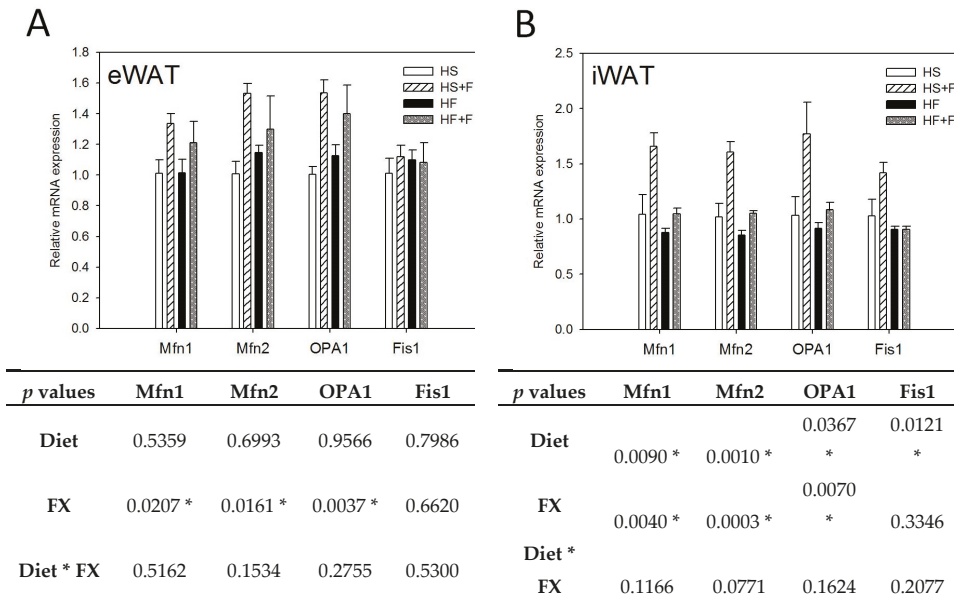 A
eWAT
Relative mRNA expression
1.8
1.6
1.4
1.2
1.0
0.8
0.6
0.4
0.2
0.0
HS
HS+F
HF
HF+F
Mfn1 Mfn2 OPA1 Fis1
p values Mfn1 Mfn2 OPA1 Fis1
Diet 0.5359 0.6993 0.9566 0.7986
FX 0.0207 * 0.0161 * 0.0037 * 0.6620
Diet * FX 0.5162 0.1534 0.2755 0.5300
B
iWAT
Relative mRNA expression
2.5
2.0
1.5
1.0
0.5
0.0
HS
HS+F
HF
HF+F
Mfn1 Mfn2 OPA1 Fis1
p values Mfn1 Mfn2 OPA1 Fis1
0.0367 0.0121
Diet
0.0090 * 0.0010 * * *
0.0070
FX
0.0040 * 0.0003 * * 0.3346
Diet *
FX 0.1166 0.0771 0.1624 0.2077